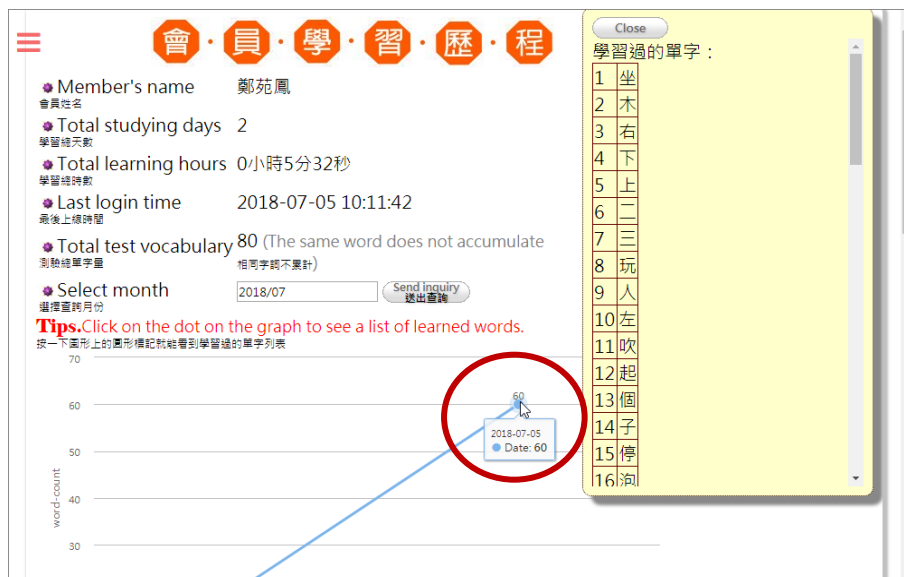 會·員·學·習·歷·程
Member's name 鄭苑鳳
會員姓名
Total studying days 2
學習總天數
Total learning hours 0小時5分32秒
學習總時數
Last login time 2018-07-05 10:11:42
最後上線時間
Total test vocabulary 80 (The same word does not accumulate
測驗總單字量 相同字詞不累計)
Select month 2018/07 Send inquiry
選擇查詢月份 送出查詢
Tips.Click on the dot on the graph to see a list of learned words.
按一下圖形上的圓形標記就能看到學習過的單字列表
70
60
60
50
40
30
word-count
2018-07-05
Date: 60
Close
學習過的單字：
1 坐
2 木
3 右
4 下
5 上
6 二
7 三
8 玩
9 人
10 左
11 吹
12 起
13 個
14 子
15 停
16 泡